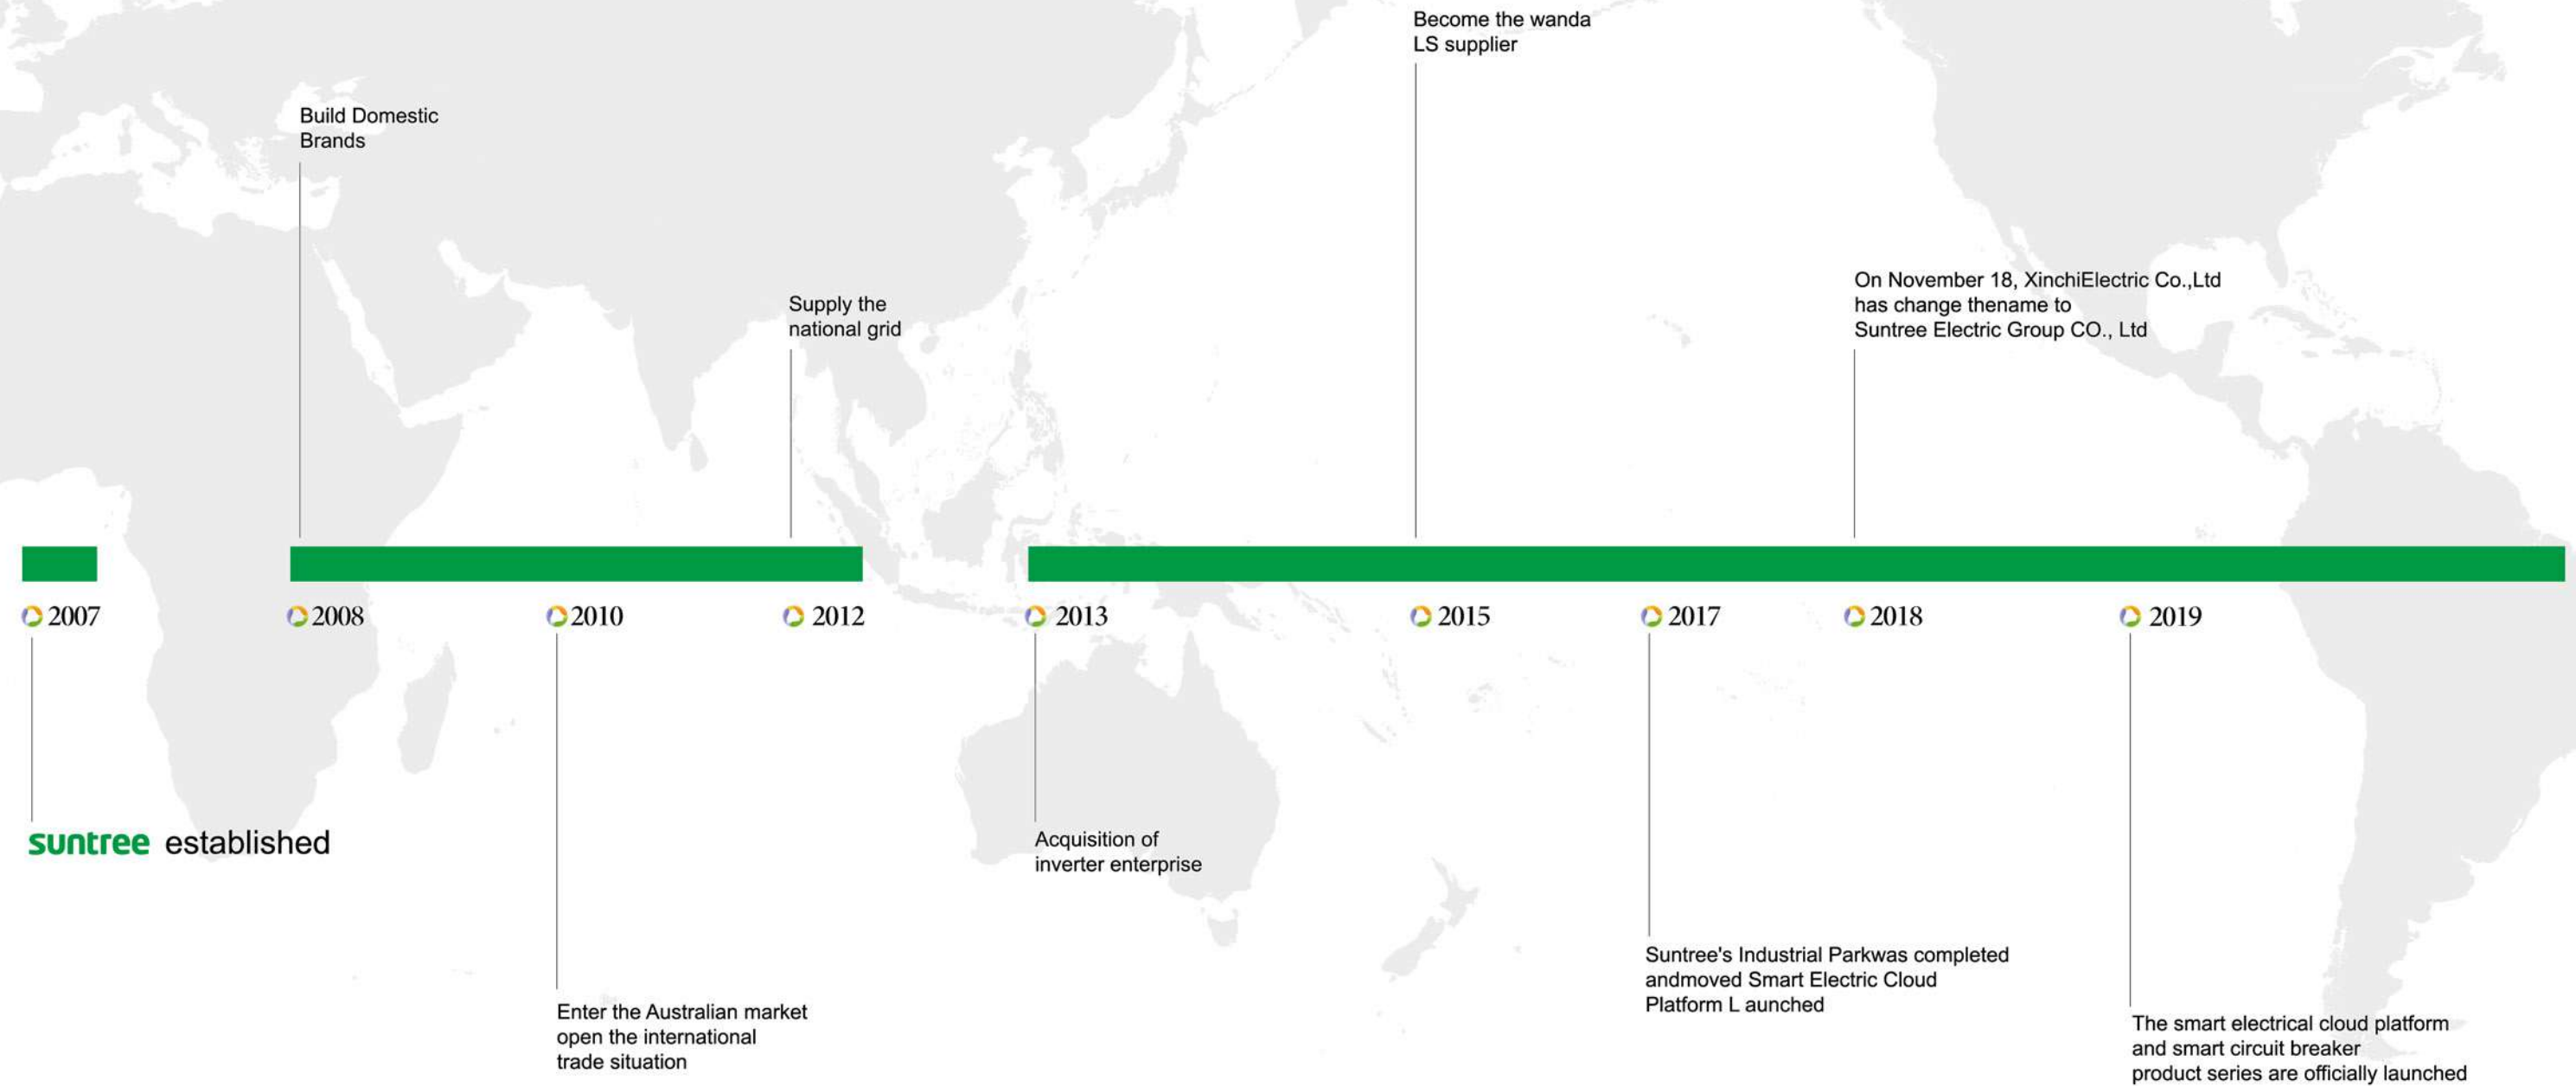 Become the wanda
LS supplier
Build Domestic
Brands
On November 18, XinchiElectric Co.,Ltd
has change thename to
Suntree Electric Group CO., Ltd
Supply the
national grid
2007
2008
2010
2012
2013
2015
2017
2018
2019
suntree established
Acquisition of
inverter enterprise
Suntree's Industrial Parkwas completed
andmoved Smart Electric Cloud
Platform L aunched
Enter the Australian market
open the international
trade situation
The smart electrical cloud platform
and smart circuit breaker
product series are officially launched